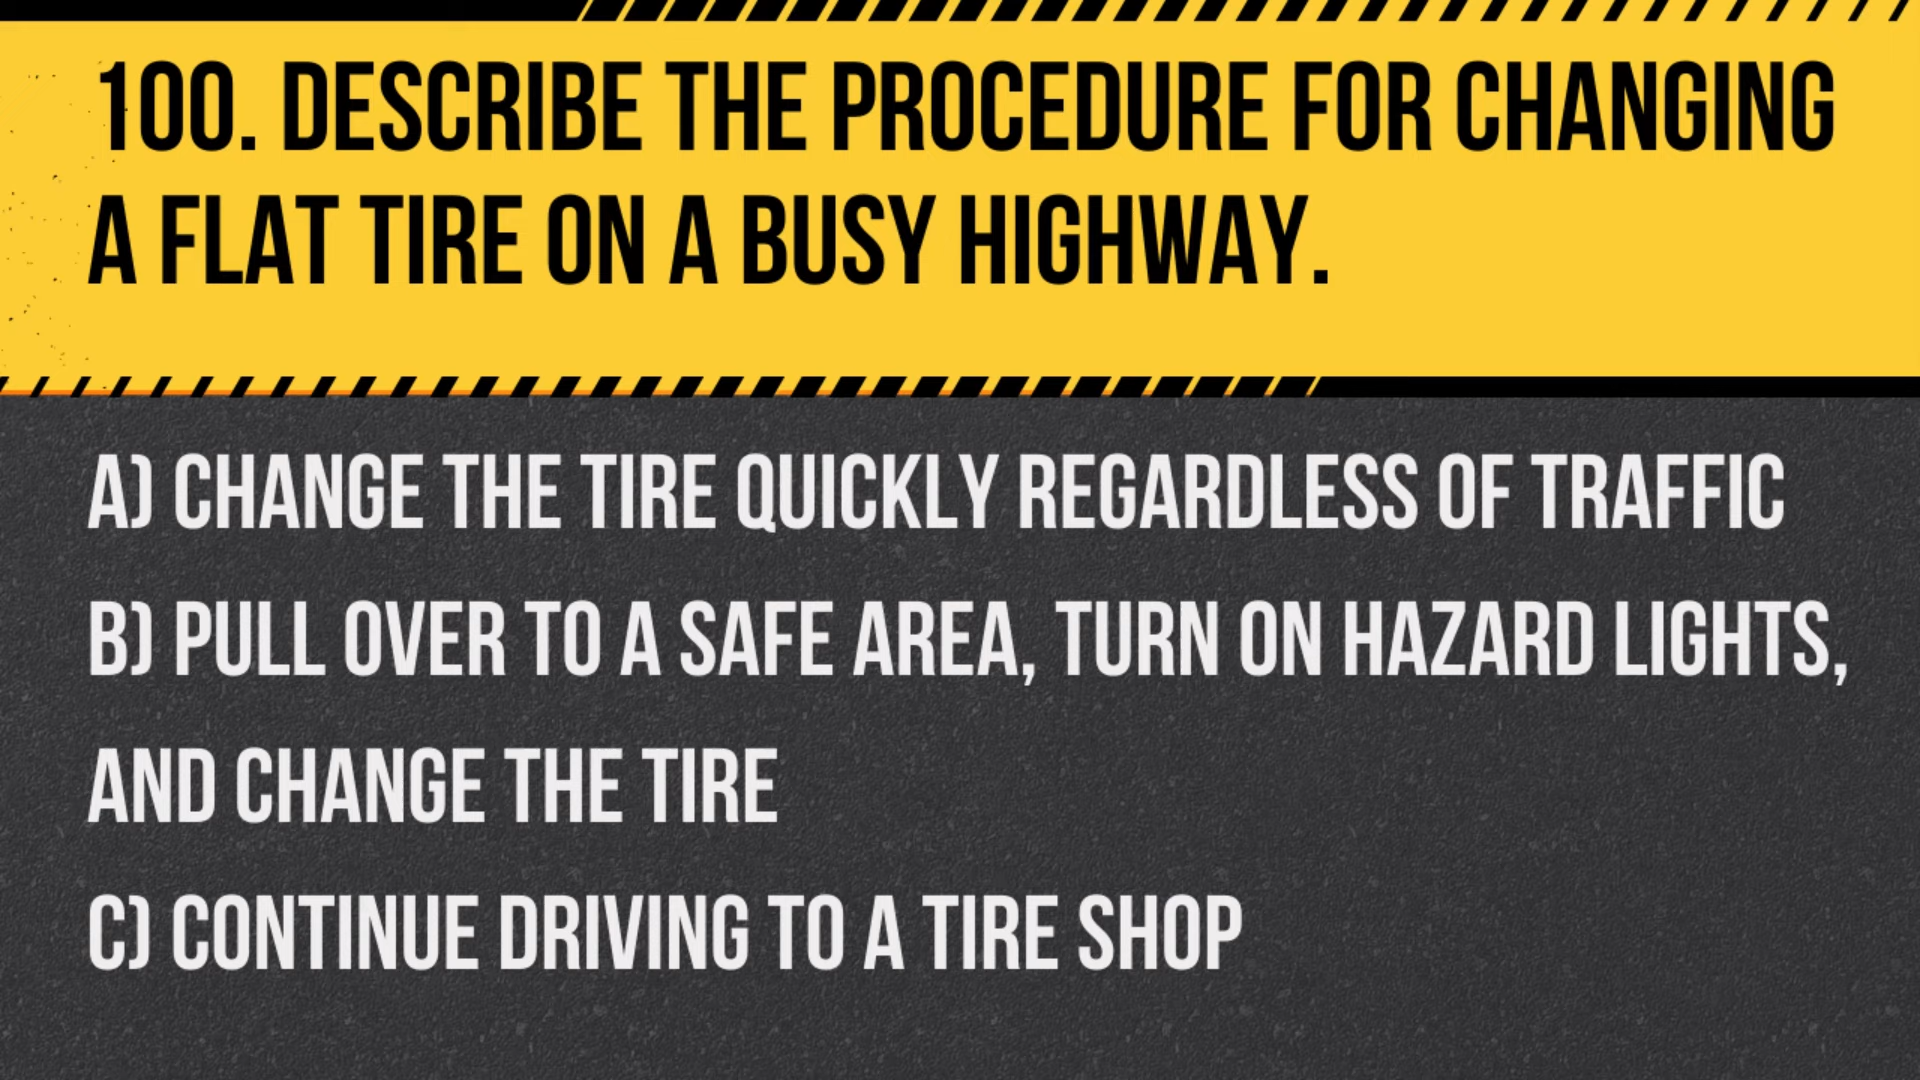 100. DESCRIBE THE PROCEDURE FOR CHANGING
A FLAT TIRE ON A BUSY HIGHWAY.
A) CHANGE THE TIRE QUICKLY REGARDLESS OF TRAFFIC
B) PULL OVER TO A SAFE AREA, TURN ON HAZARD LIGHTS,
AND CHANGE THE TIRE
C) CONTINUE DRIVING TO A TIRE SHOP